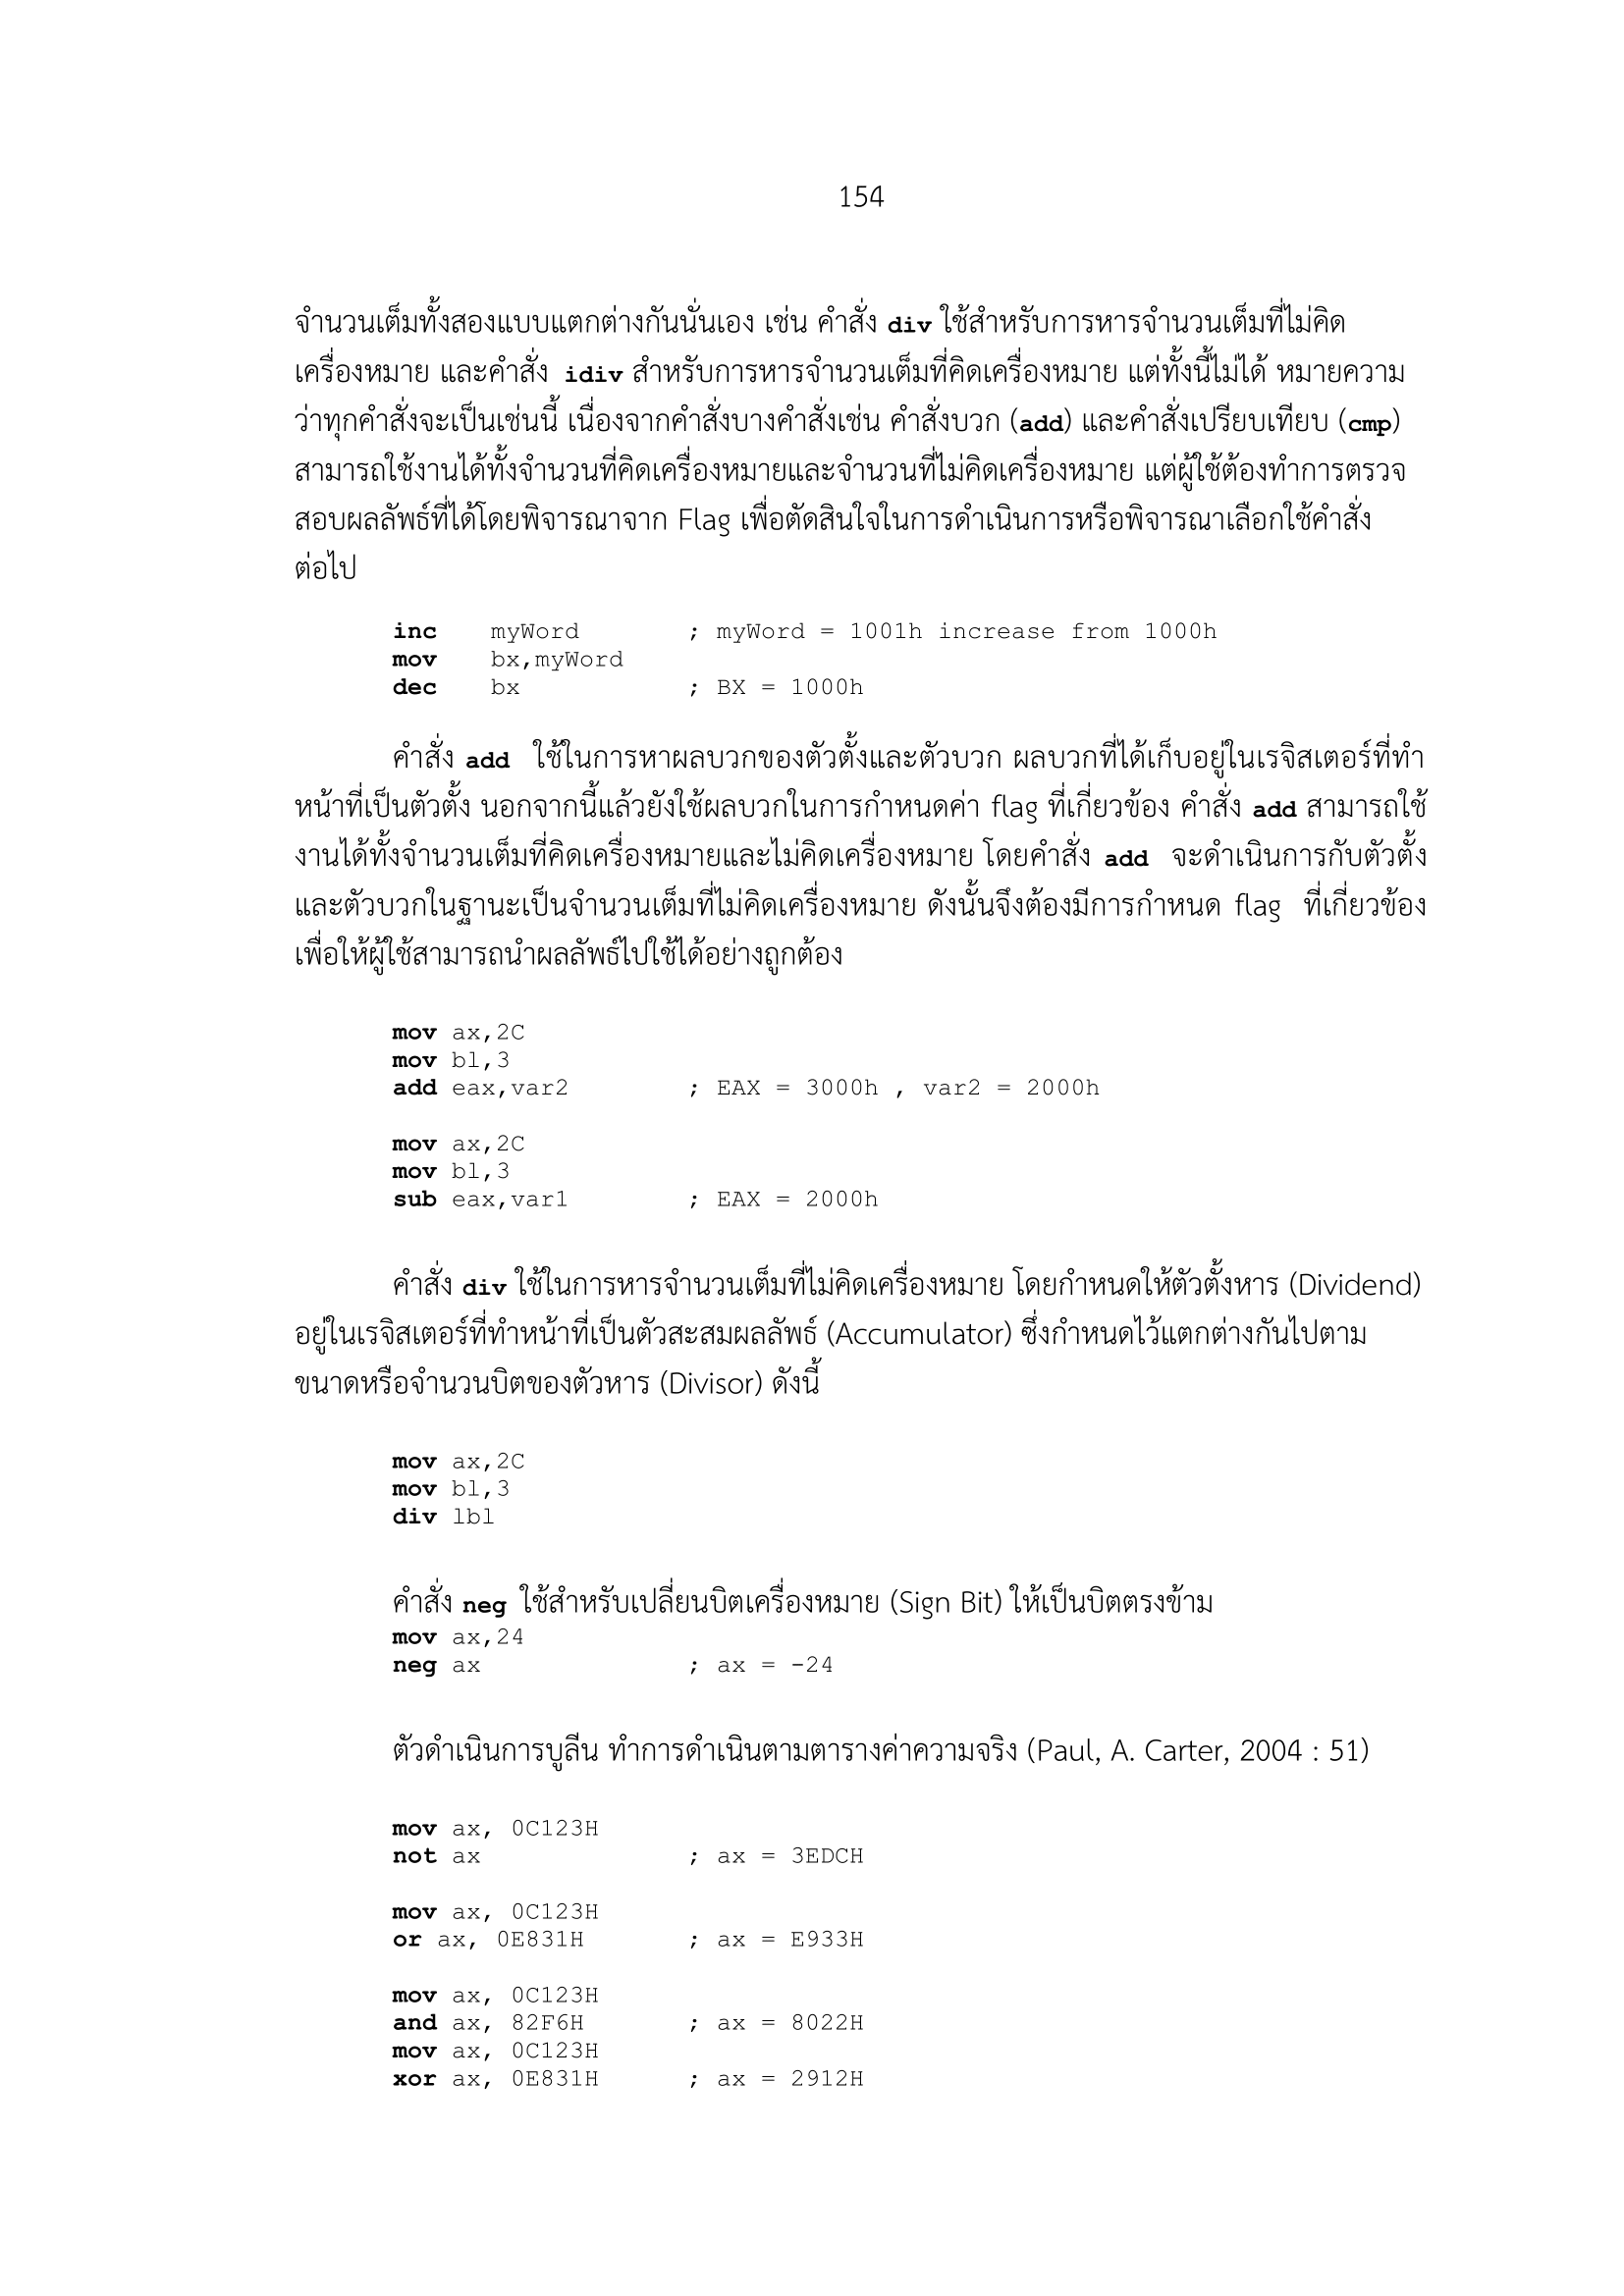 154
จำนวนเต็มทั้งสองแบบแตกต่างกันนั่นเอง เช่น คำสั่ง div ใช้สำหรับการหารจำนวนเต็มที่ไม่คิด
เครื่องหมาย และคำสั่ง idiv สำหรับการหารจำนวนเต็มที่คิดเครื่องหมาย แต่ทั้งนี้ไม่ได้ หมายความ
ว่าทุกคำสั่งจะเป็นเช่นนี้ เนื่องจากคำสั่งบางคำสั่งเช่น คำสั่งบวก (add) และคำสั่งเปรียบเทียบ (cmp)
สามารถใช้งานได้ทั้งจำนวนที่คิดเครื่องหมายและจำนวนที่ไม่คิดเครื่องหมาย แต่ผู้ใช้ต้องทำการตรวจ
สอบผลลัพธ์ที่ได้โดยพิจารณาจาก Flag เพื่อตัดสินใจในการดำเนินการหรือพิจารณาเลือกใช้คำสั่ง
ต่อไป
inc myWord ; myWord = 1001h increase from 1000h
mov bx,myWord
dec bx ; BX = 1000h
คำสั่ง add ใช้ในการหาผลบวกของตัวตั้งและตัวบวก ผลบวกที่ได้เก็บอยู่ในเรจิสเตอร์ที่ทำ
หน้าที่เป็นตัวตั้ง นอกจากนี้แล้วยังใช้ผลบวกในการกำหนดค่า flag ที่เกี่ยวข้อง คำสั่ง add สามารถใช้
งานได้ทั้งจำนวนเต็มที่คิดเครื่องหมายและไม่คิดเครื่องหมาย โดยคำสั่ง add จะดำเนินการกับตัวตั้ง
และตัวบวกในฐานะเป็นจำนวนเต็มที่ไม่คิดเครื่องหมาย ดังนั้นจึงต้องมีการกำหนด flag ที่เกี่ยวข้อง
เพื่อให้ผู้ใช้สามารถนำผลลัพธ์ไปใช้ได้อย่างถูกต้อง
mov ax,2C
mov bl,3
add eax,var2 ; EAX = 3000h , var2 = 2000h
mov ax,2C
mov bl,3
sub eax,var1 ; EAX = 2000h
คำสั่ง div ใช้ในการหารจำนวนเต็มที่ไม่คิดเครื่องหมาย โดยกำหนดให้ตัวตั้งหาร (Dividend)
อยู่ในเรจิสเตอร์ที่ทำหน้าที่เป็นตัวสะสมผลลัพธ์ (Accumulator) ซึ่งกำหนดไว้แตกต่างกันไปตาม
ขนาดหรือจำนวนบิตของตัวหาร (Divisor) ดังนี้
mov ax,2C
mov bl,3
div lbl
คำสั่ง neg ใช้สำหรับเปลี่ยนบิตเครื่องหมาย (Sign Bit) ให้เป็นบิตตรงข้าม
mov ax,24
neg ax ; ax = -24
ตัวดำเนินการบูลีน ทำการดำเนินตามตารางค่าความจริง (Paul, A. Carter, 2004 : 51)
mov ax, 0C123H
not ax ; ax = 3EDCH
mov ax, 0C123H
or ax, 0E831H ; ax = E933H
mov ax, 0C123H
and ax, 82F6H ; ax = 8022H
mov ax, 0C123H
xor ax, 0E831H ; ax = 2912H